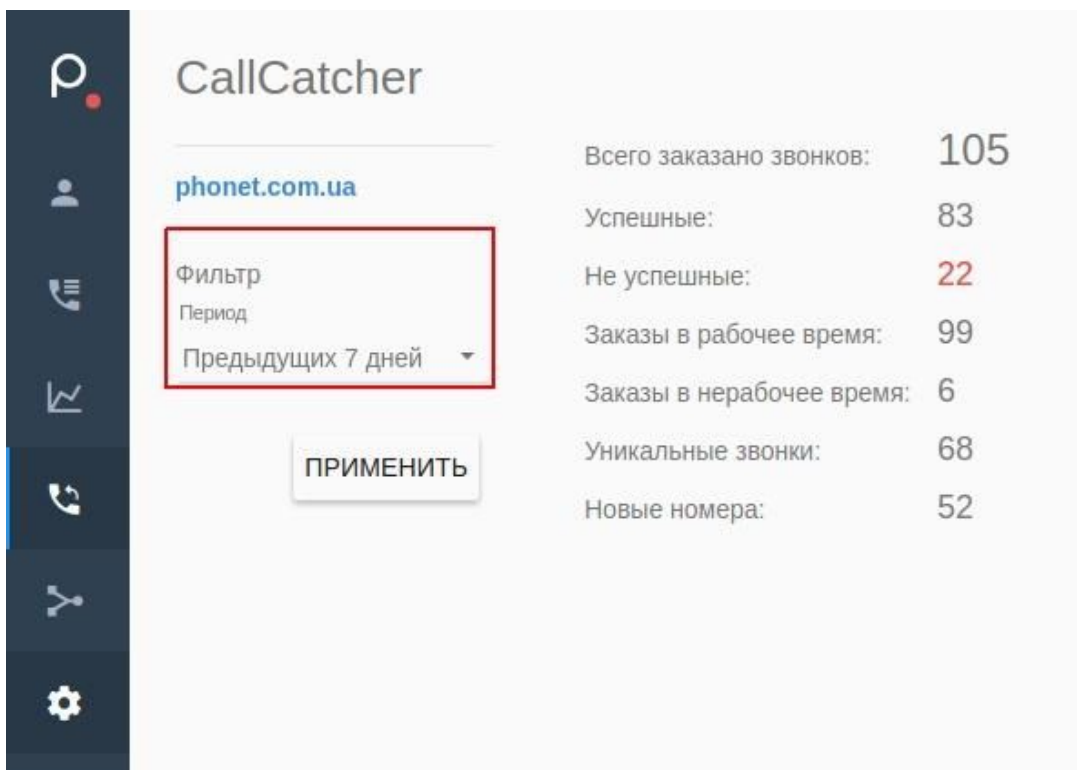 CallCatcher
phonet.com.ua
Фильтр
Период
Предыдущих 7 дней
ПРИМЕНИТЬ
Всего заказано звонков: 105
Успешные: 83
Не успешные: 22
Заказы в рабочее время: 99
Заказы в нерабочее время: 6
Уникальные звонки: 68
Новые номера: 52